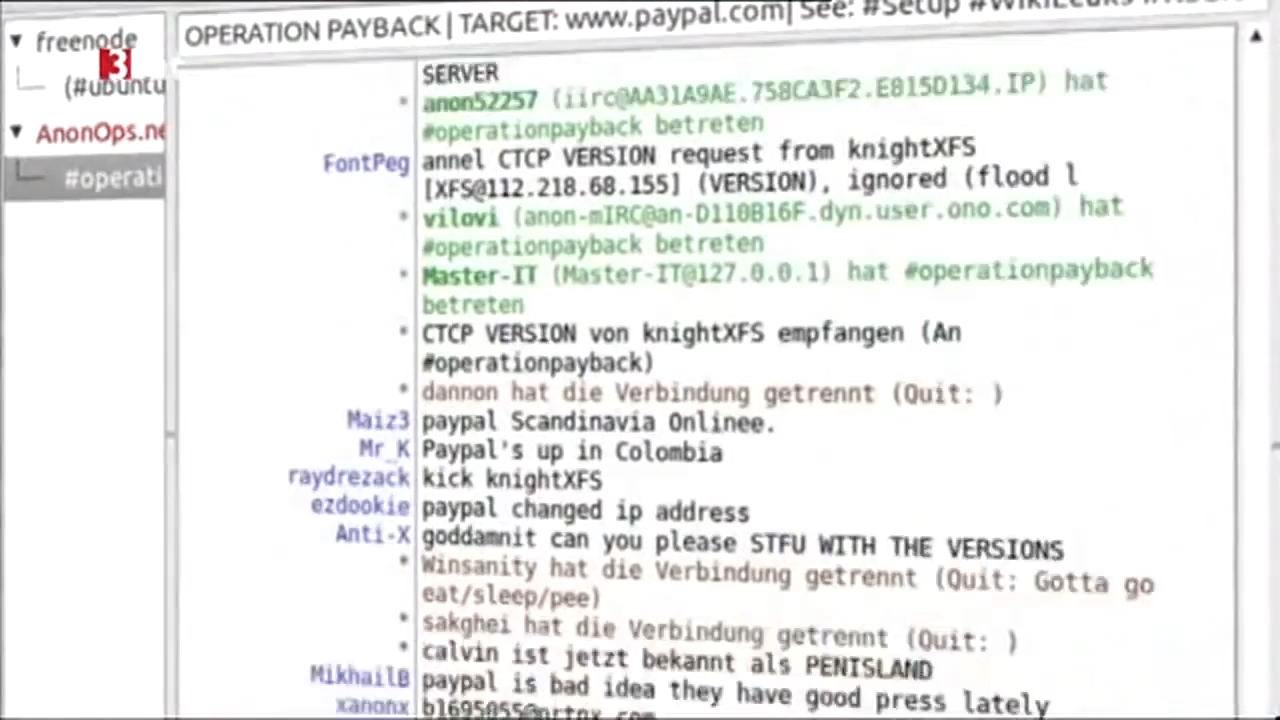 freenode
3
(#ubuntu
AnonOps.ne
#operati
OPERATION PAYBACK | TARGET: www.paypal.com| See: #Setup
SERVER
* anon52257 (iirc@AA31A9AE.758CA3F2.E815D134.IP) hat
#operationpayback betreten
FontPeg annel CTCP VERSION request from knightXFS
[XFS@112.218.68.155] (VERSION), ignored (flood l
* vilovi (anon-mIRC@an-D110B16F.dyn.user.ono.com) hat
#operationpayback betreten
* Master-IT (Master-IT@127.0.0.1) hat #operationpayback
betreten
* CTCP VERSION von knightXFS empfangen (An
#operationpayback)
* dannon hat die Verbindung getrennt (Quit: )
Maiz3 paypal Scandinavia Onlinee.
Mr_K Paypal's up in Colombia
raydrezack kick knightXFS
ezdookie paypal changed ip address
Anti-X goddamnit can you please STFU WITH THE VERSIONS
* Winsanity hat die Verbindung getrennt (Quit: Gotta go
eat/sleep/pee)
* sakghei hat die Verbindung getrennt (Quit: )
* calvin ist jetzt bekannt als PENISLAND
MikhailB paypal is bad idea they have good press lately
xanonx